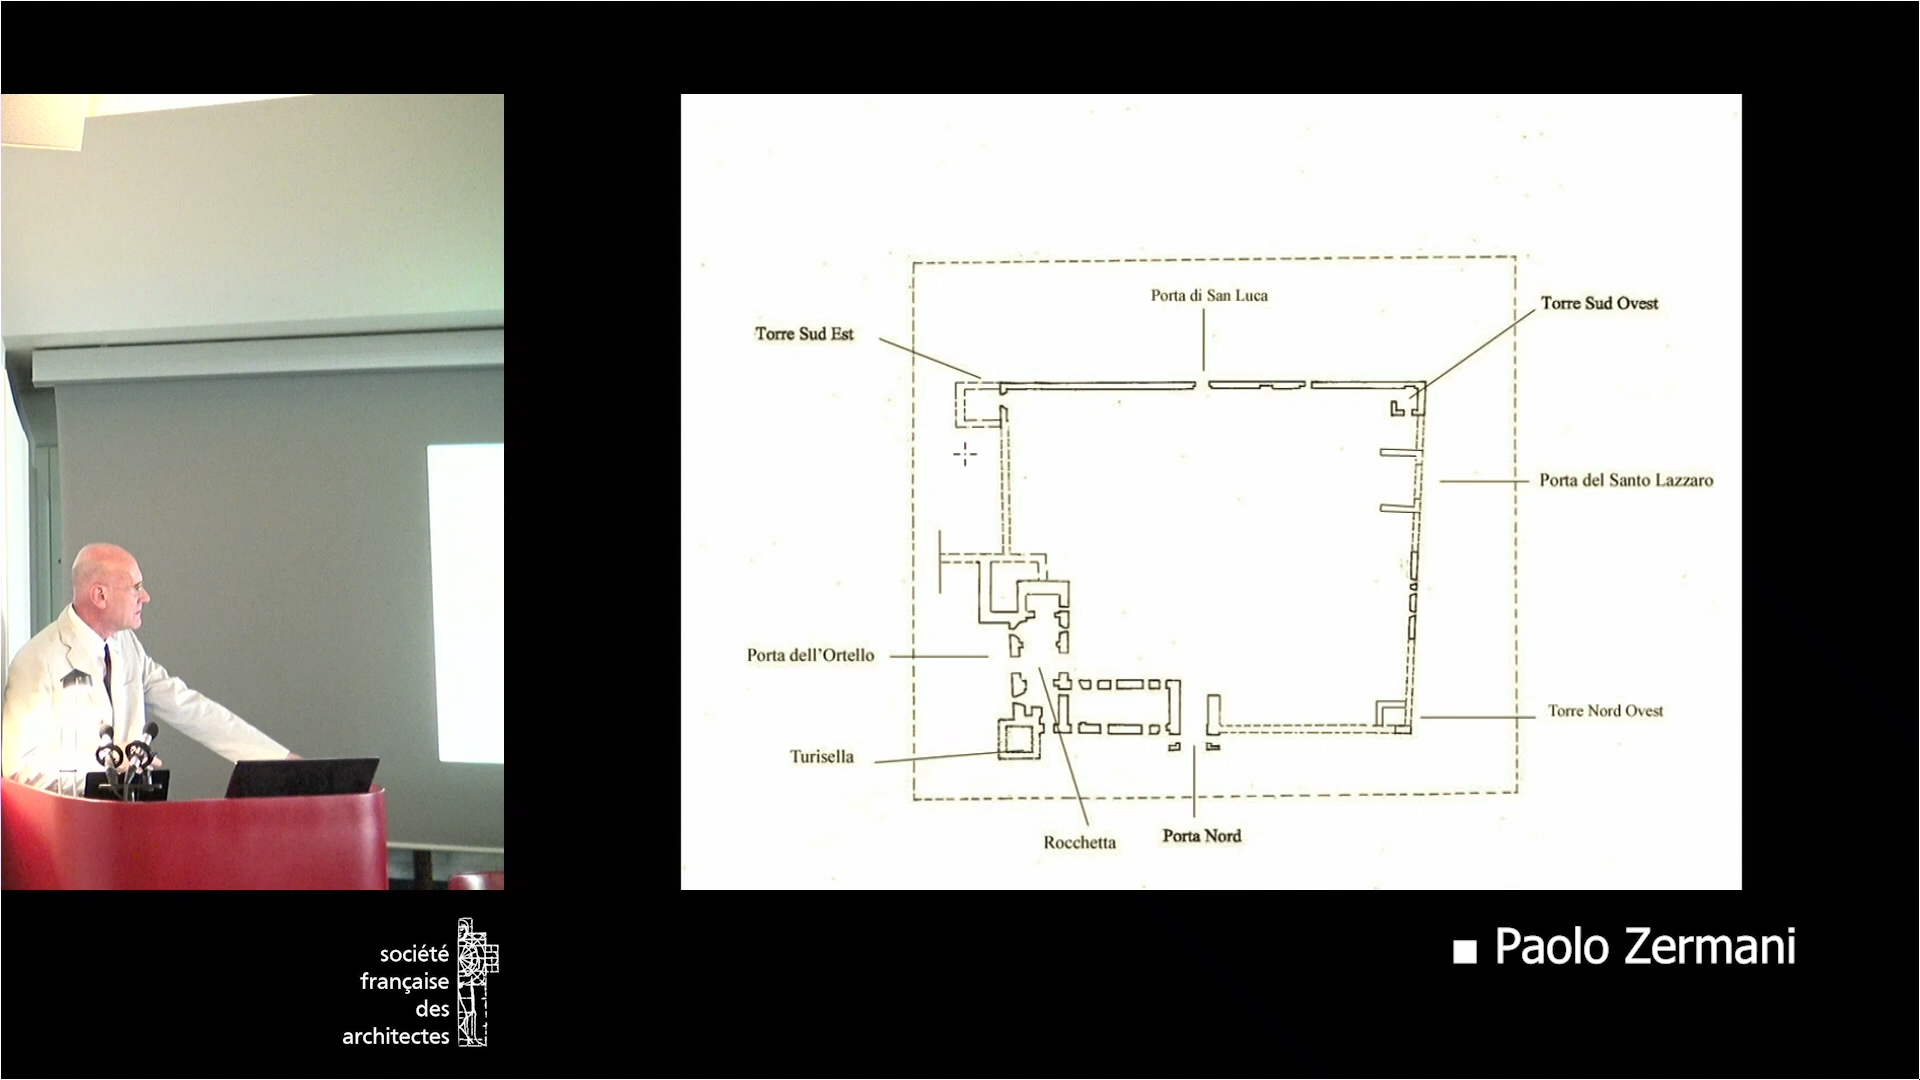 Porta di San Luca
Torre Sud Ovest
Torre Sud Est
Porta del Santo Lazzaro
Porta dell'Ortello
Torre Nord Ovest
Turisella
Rocchetta
Porta Nord
société
française
des
architectes
Paolo Zermani